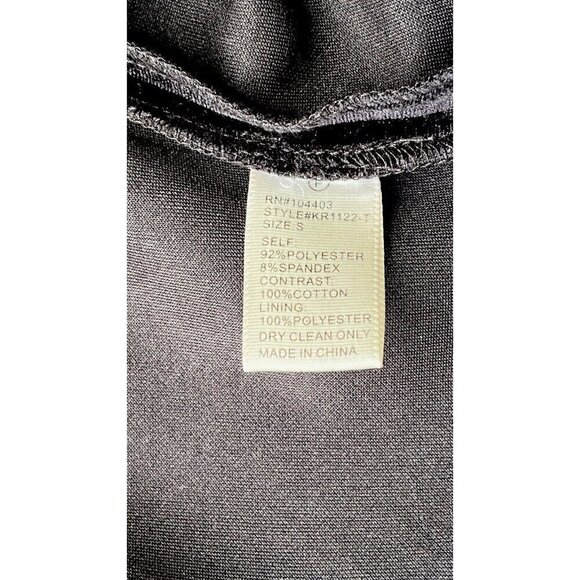 P
RN#104403
STYLE#KR1122-T
SIZE:S
SELF:
92%POLYESTER
8%SPANDEX
CONTRAST:
100%COTTON
LINING:
100%POLYESTER
DRY CLEAN ONLY
MADE IN CHINA